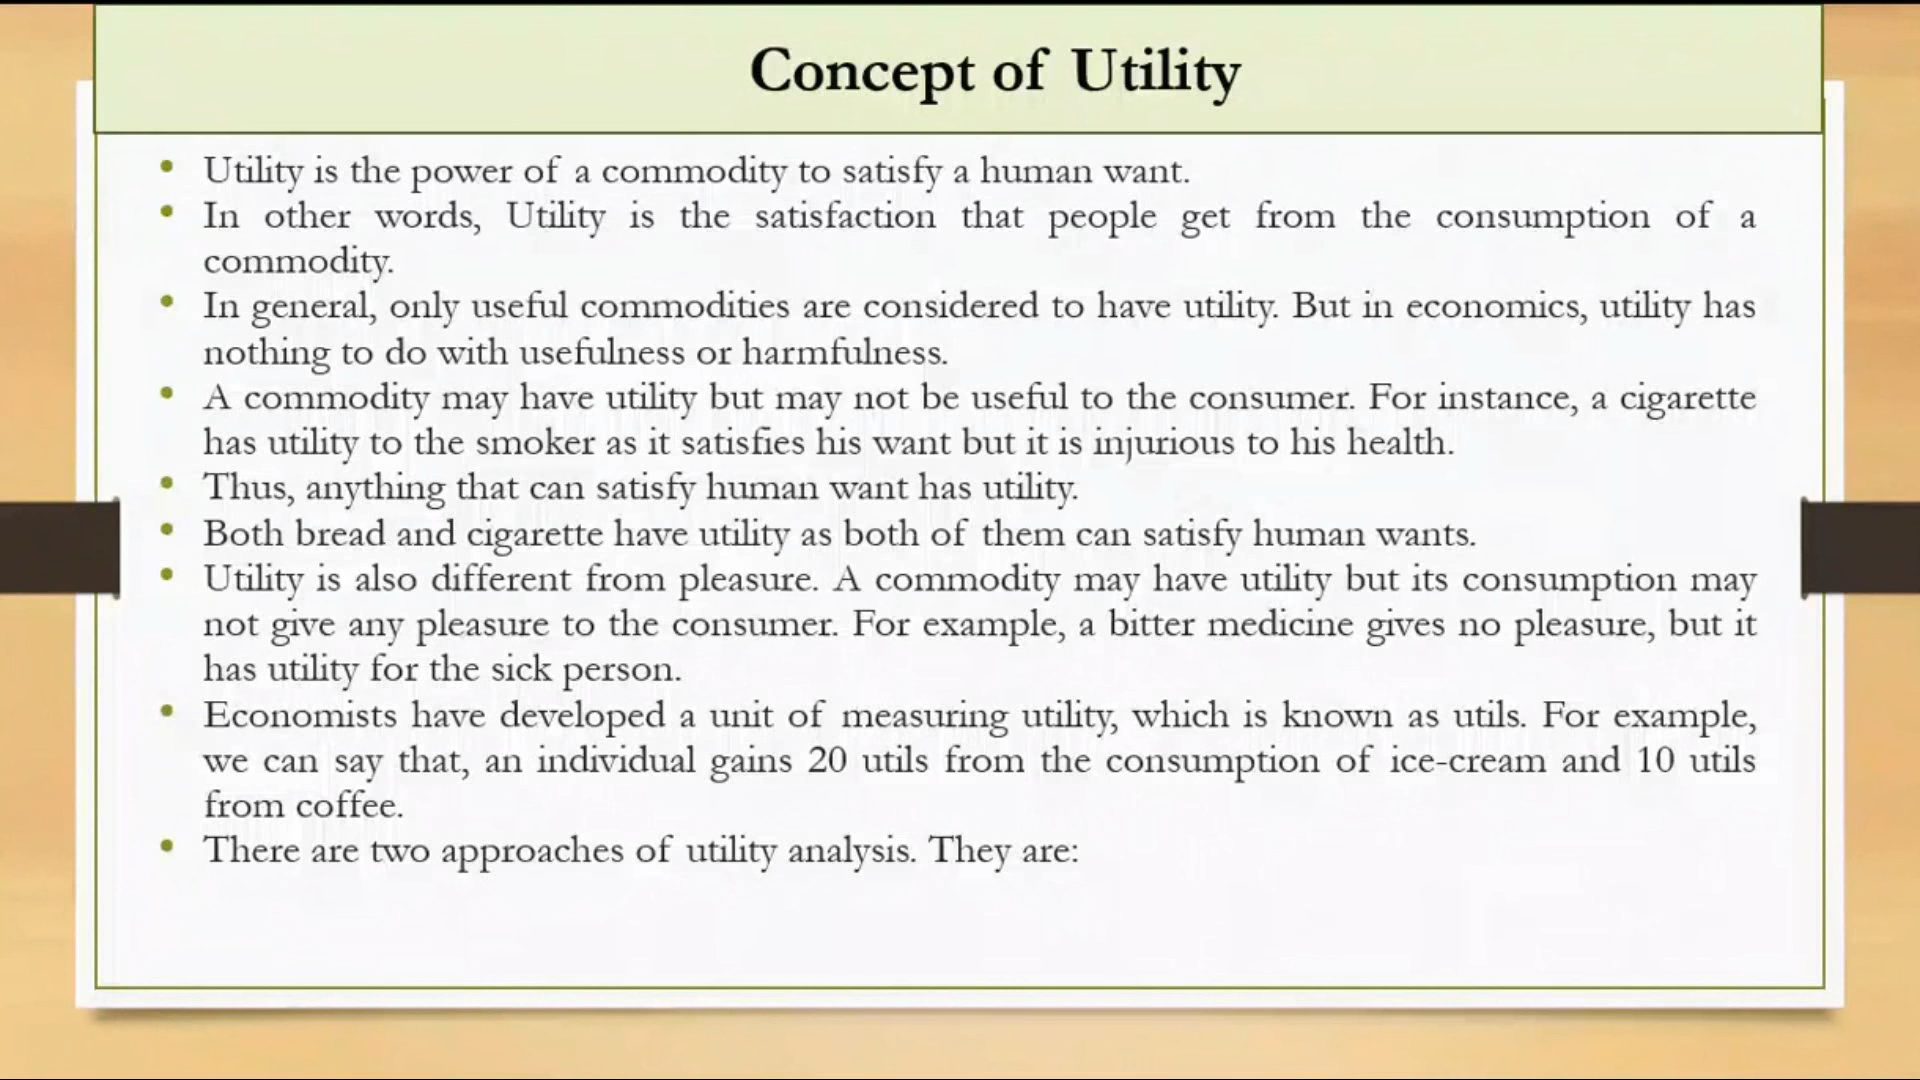 Concept of Utility
• Utility is the power of a commodity to satisfy a human want.
• In other words, Utility is the satisfaction that people get from the consumption of a
commodity.
• In general, only useful commodities are considered to have utility. But in economics, utility has
nothing to do with usefulness or harmfulness.
• A commodity may have utility but may not be useful to the consumer. For instance, a cigarette
has utility to the smoker as it satisfies his want but it is injurious to his health.
• Thus, anything that can satisfy human want has utility.
• Both bread and cigarette have utility as both of them can satisfy human wants.
• Utility is also different from pleasure. A commodity may have utility but its consumption may
not give any pleasure to the consumer. For example, a bitter medicine gives no pleasure, but it
has utility for the sick person.
• Economists have developed a unit of measuring utility, which is known as utils. For example,
we can say that, an individual gains 20 utils from the consumption of ice-cream and 10 utils
from coffee.
• There are two approaches of utility analysis. They are: